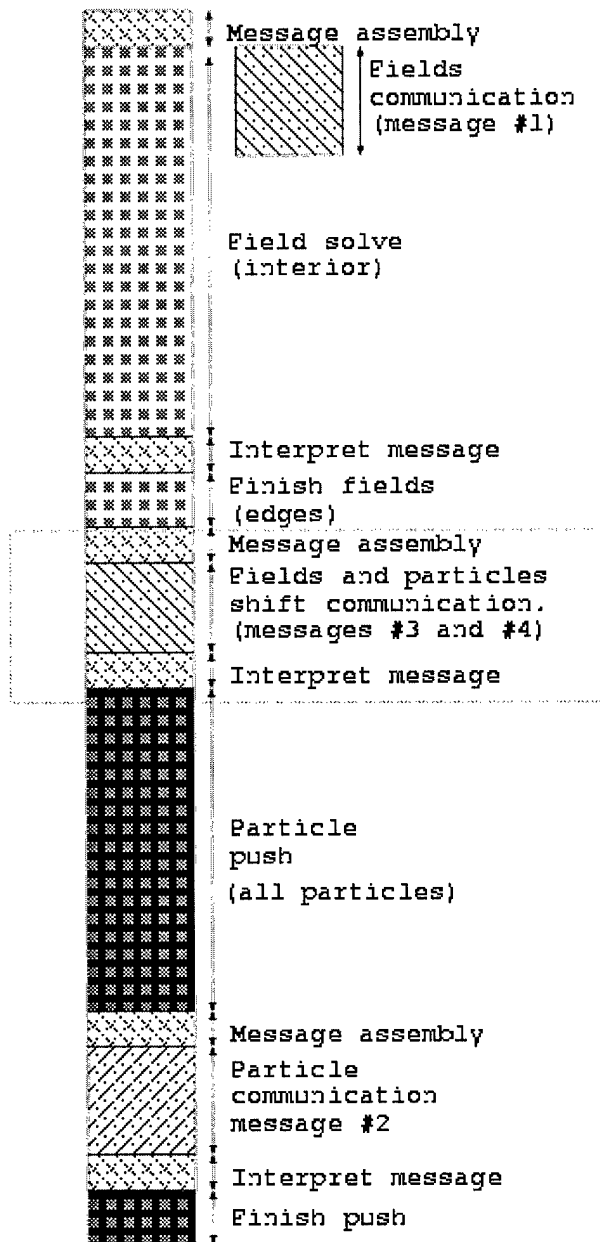 Message assembly
Fields
communication
(message #1)
Field solve
(interior)
Interpret message
Finish fields
(edges)
Message assembly
Fields and particles
shift communication.
(messages #3 and #4)
Interpret message
Particle
push
(all particles)
Message assembly
Particle
communication
message #2
Interpret message
Finish push